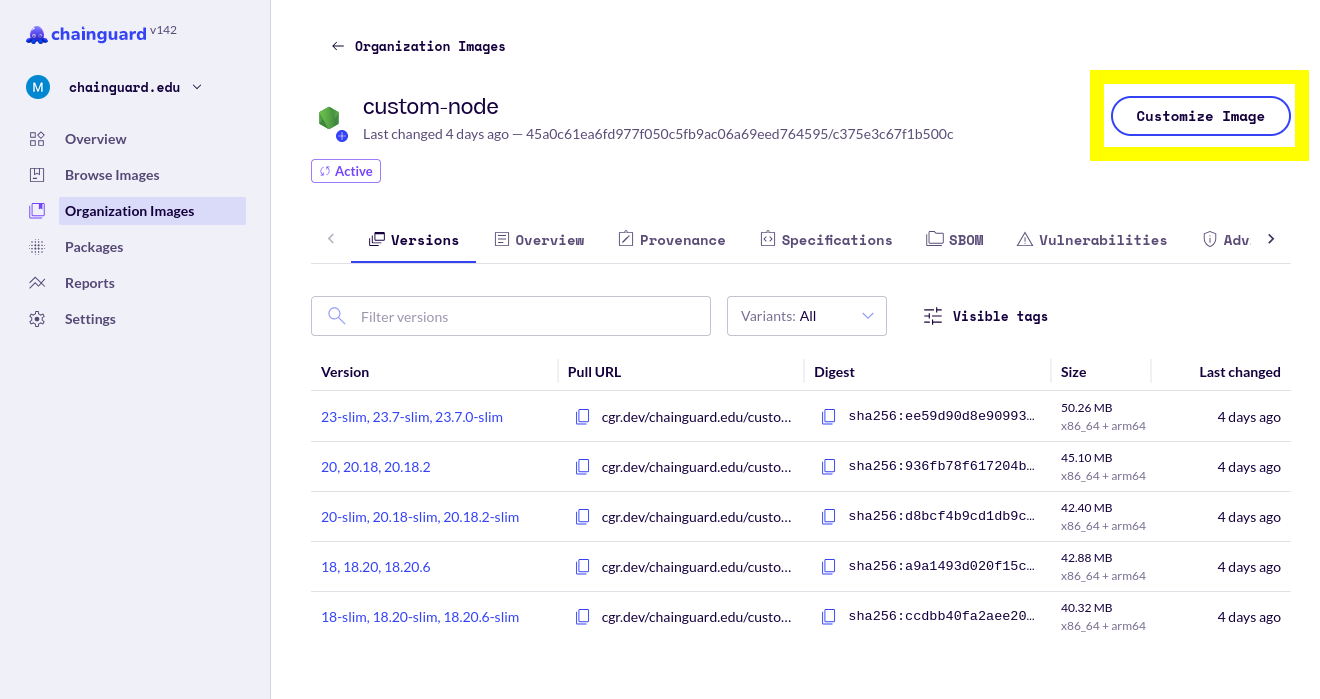 chainguard v142
M chainguard.edu
Overview
Browse Images
Organization Images
Packages
Reports
Settings
← Organization Images
custom-node
Last changed 4 days ago — 45a0c61ea6fd977f050c5fb9ac06a69eed764595/c375e3c67f1b500c
Active
Customize Image
Versions Overview Provenance Specifications SBOM Vulnerabilities Adv
Filter versions Variants: All Visible tags
Version Pull URL Digest Size Last changed
23-slim, 23.7-slim, 23.7.0-slim cgr.dev/chainguard.edu/custo… sha256:ee59d90d8e90993… 50.26 MB 4 days ago
x86_64 + arm64
20, 20.18, 20.18.2 cgr.dev/chainguard.edu/custo… sha256:936fb78f617204b… 45.10 MB 4 days ago
x86_64 + arm64
20-slim, 20.18-slim, 20.18.2-slim cgr.dev/chainguard.edu/custo… sha256:d8bcf4b9cd1db9c… 42.40 MB 4 days ago
x86_64 + arm64
18, 18.20, 18.20.6 cgr.dev/chainguard.edu/custo… sha256:a9a1493d020f15c… 42.88 MB 4 days ago
x86_64 + arm64
18-slim, 18.20-slim, 18.20.6-slim cgr.dev/chainguard.edu/custo… sha256:ccdbb40fa2aee20… 40.32 MB 4 days ago
x86_64 + arm64